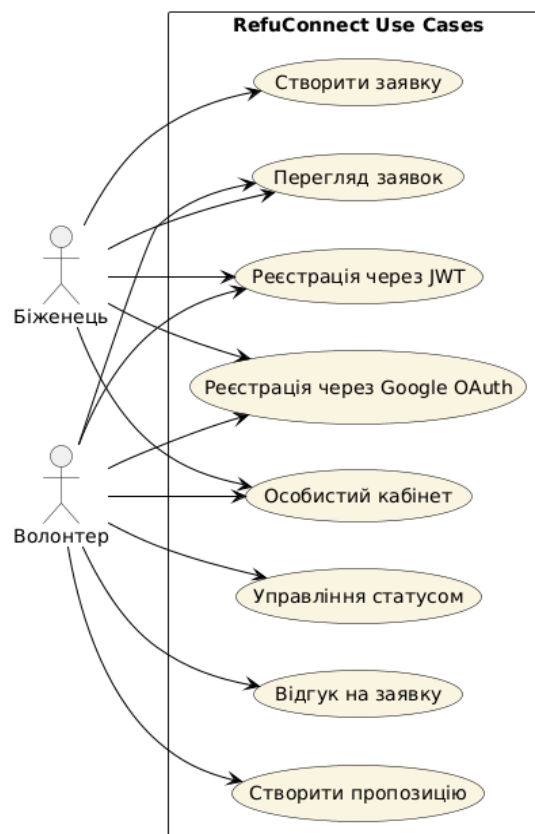 RefuConnect Use Cases
Створити заявку
Перегляд заявок
Реєстрація через JWT
Біженець
Реєстрація через Google OAuth
Особистий кабінет
Волонтер
Управління статусом
Відгук на заявку
Створити пропозицію